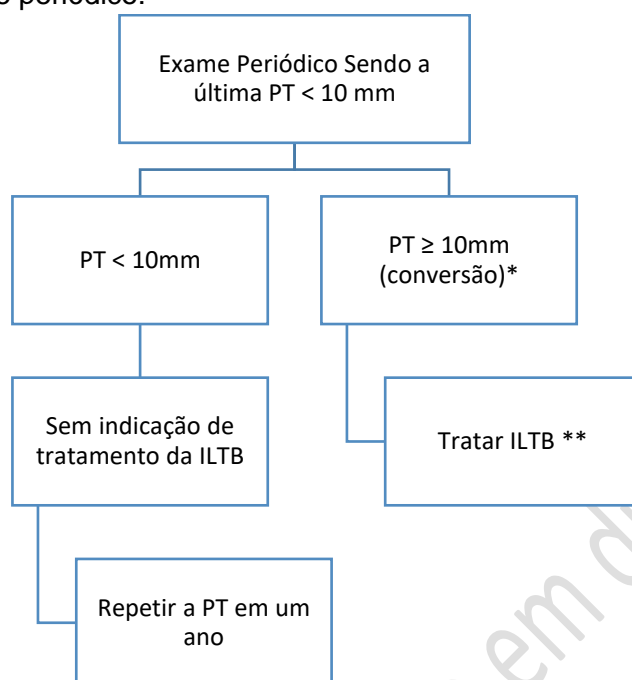 periódico.
Exame Periódico Sendo a
última PT < 10 mm
PT < 10mm
PT ≥ 10mm
(conversão)*
Sem indicação de
tratamento da ILTB
Tratar ILTB **
Repetir a PT em um
ano
em